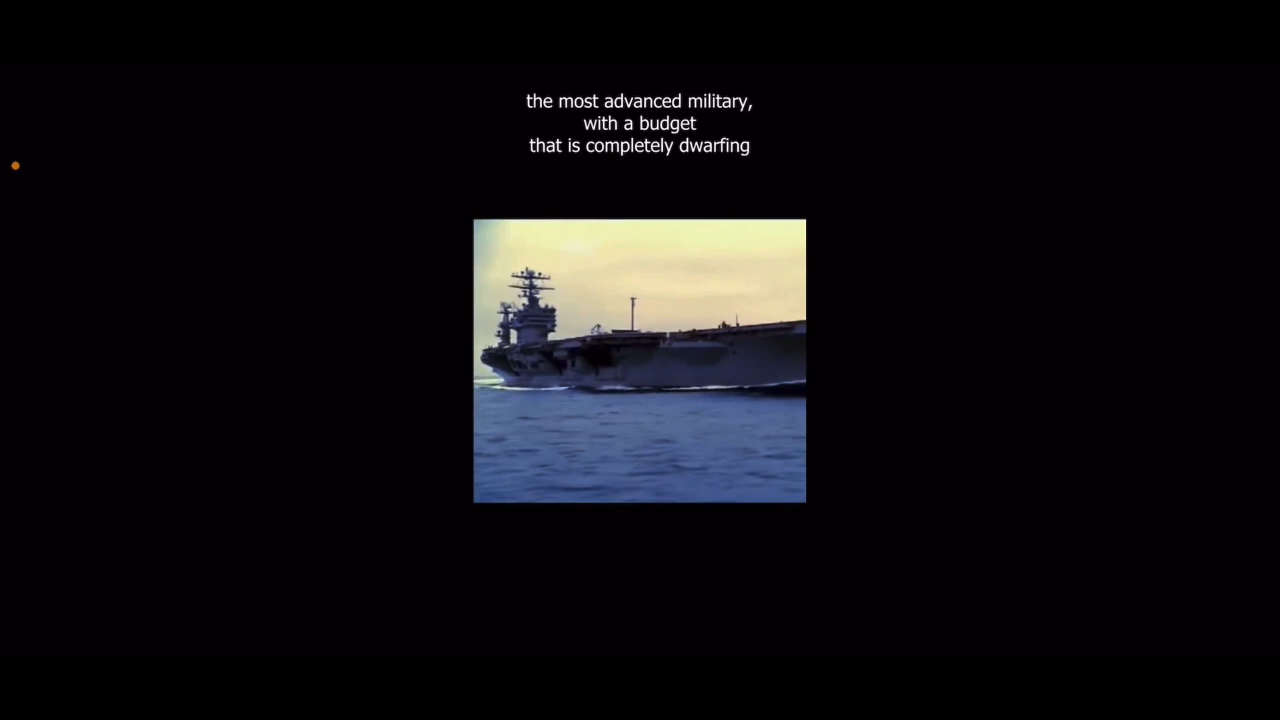 the most advanced military,
with a budget
that is completely dwarfing